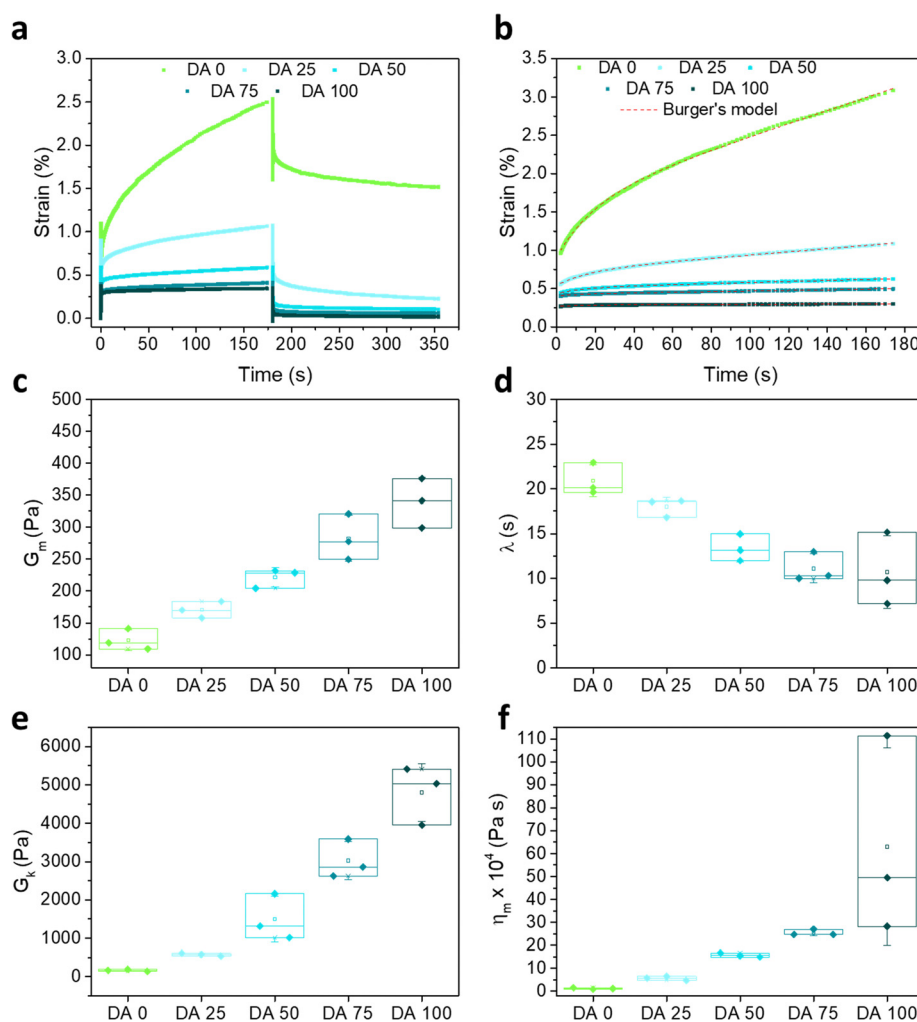 a
3.0
2.5
2.0
1.5
1.0
0.5
0.0
Strain (%)
DA 0 DA 25 DA 50
DA 75 DA 100
0 50 100 150 200 250 300 350
Time (s)
b
3.5
3.0
2.5
2.0
1.5
1.0
0.5
0.0
Strain (%)
DA 0 DA 25 DA 50
DA 75 DA 100
Burger's model
0 20 40 60 80 100 120 140 160 180
Time (s)
c
500
450
400
350
300
250
200
150
100
Gm (Pa)
DA 0 DA 25 DA 50 DA 75 DA 100
d
30
25
20
15
10
5
0
λ (s)
DA 0 DA 25 DA 50 DA 75 DA 100
e
6000
5000
4000
3000
2000
1000
0
Gk (Pa)
DA 0 DA 25 DA 50 DA 75 DA 100
f
110
100
90
80
70
60
50
40
30
20
10
0
ηm x 10⁴ (Pa s)
DA 0 DA 25 DA 50 DA 75 DA 100